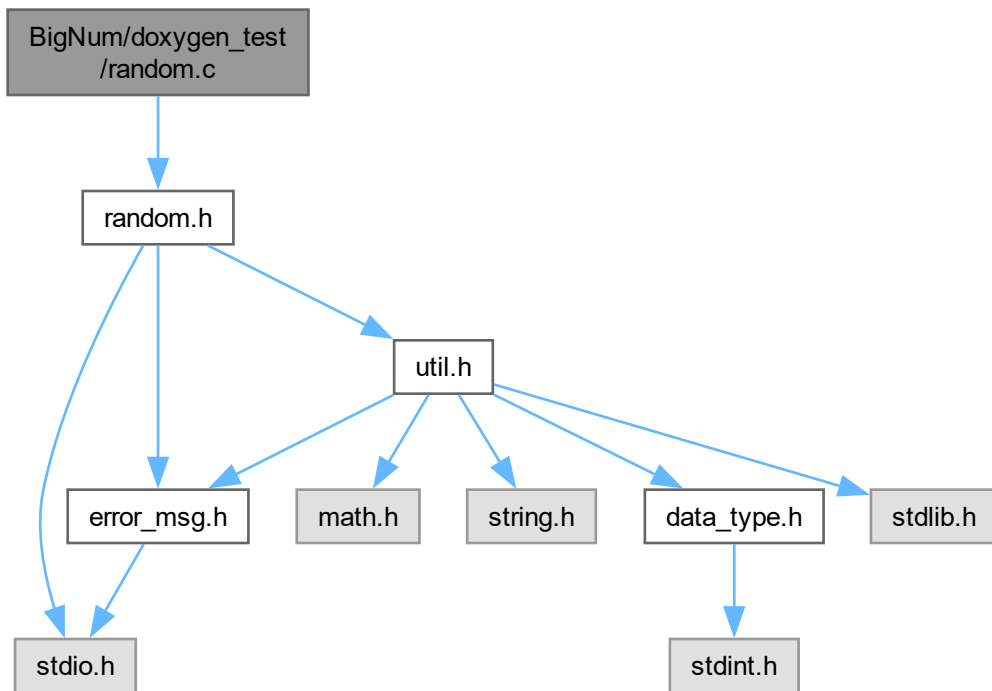 BigNum/doxygen_test
/random.c
random.h
util.h
error_msg.h
math.h
string.h
data_type.h
stdlib.h
stdio.h
stdint.h